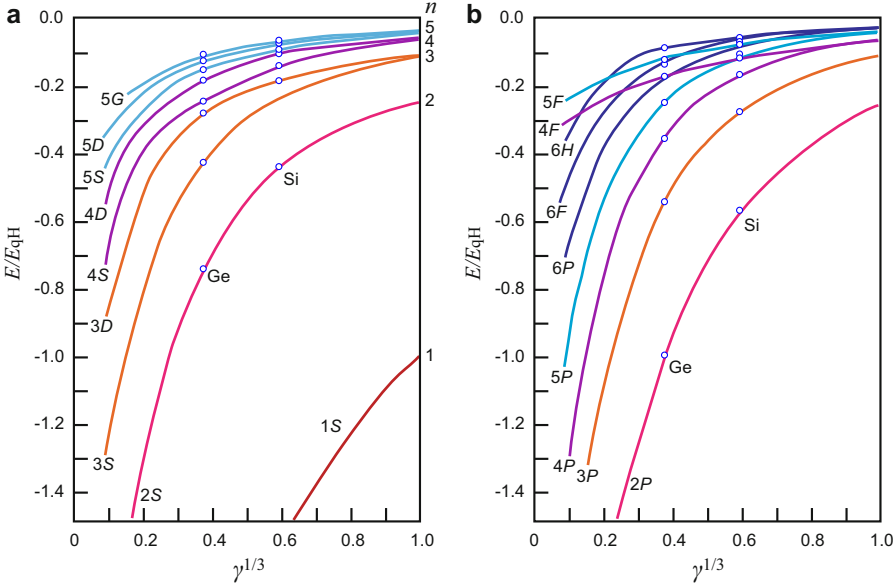 a
E/EqH
0.0
-0.2
-0.4
-0.6
-0.8
-1.0
-1.2
-1.4
0
0.2
0.4
0.6
0.8
1.0
γ1/3
n
5
4
3
2
1
5G
5D
5S
4D
4S
3D
3S
2S
1S
Si
Ge
b
E/EqH
0.0
-0.2
-0.4
-0.6
-0.8
-1.0
-1.2
-1.4
0
0.2
0.4
0.6
0.8
1.0
γ1/3
5F
4F
6H
6F
6P
5P
4P
3P
2P
Si
Ge